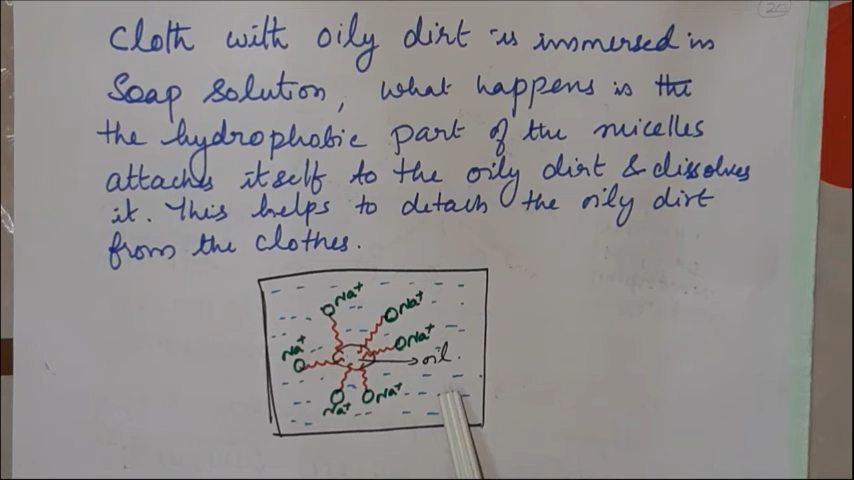 cloth with oily dirt is immersed in
Soap solution, what happens is the
the hydrophobic part of the micelles
attaches itself to the oily dirt & dissolves
it. This helps to detach the oily dirt
from the clothes.
Na+
Na+
Na+
Na+
oil.
Na+
Na+